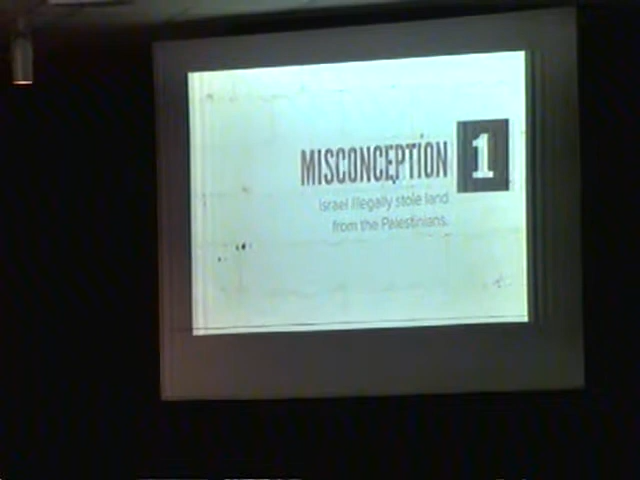 MISCONCEPTION 1
Israel illegally stole land
from the Palestinians.